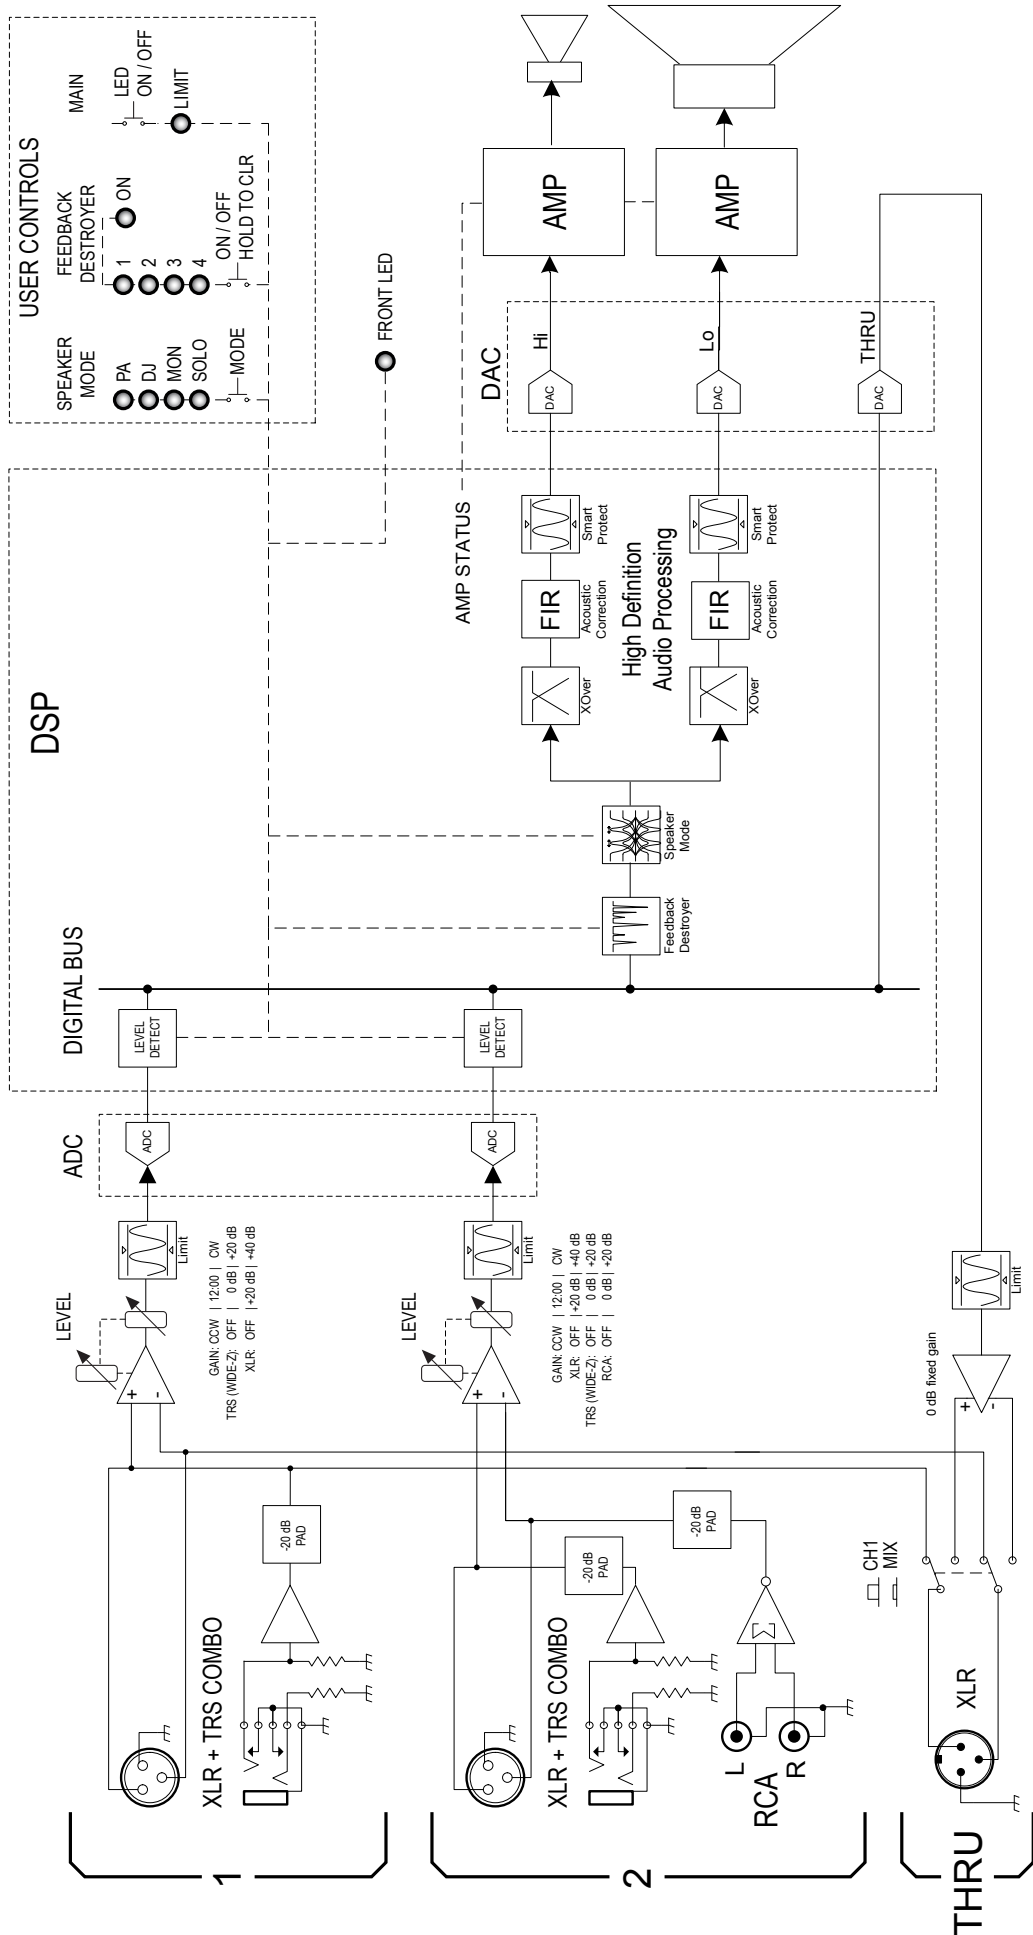 1
XLR + TRS COMBO
-20 dB
PAD
LEVEL
+
-
GAIN: CCW | 12:00 | CW
TRS (WIDE-Z): OFF | 0 dB | +20 dB
XLR: OFF | +20 dB | +40 dB
Limit
ADC
ADC
LEVEL
DETECT
DIGITAL BUS
DSP
2
XLR + TRS COMBO
-20 dB
PAD
RCA
L
R
Σ
-20 dB
PAD
LEVEL
+
-
GAIN: CCW | 12:00 | CW
XLR: OFF | +20 dB | +40 dB
TRS (WIDE-Z): OFF | 0 dB | +20 dB
RCA: OFF | 0 dB | +20 dB
Limit
ADC
LEVEL
DETECT
Feedback
Destroyer
Speaker
Mode
XOver
FIR
Acoustic
Correction
Smart
Protect
High Definition
Audio Processing
XOver
FIR
Acoustic
Correction
Smart
Protect
AMP STATUS
DAC
DAC
Hi
DAC
Lo
DAC
THRU
AMP
AMP
FRONT LED
USER CONTROLS
SPEAKER
MODE
PA
DJ
MON
SOLO
MODE
FEEDBACK
DESTROYER
1
2
3
4
ON
ON / OFF
HOLD TO CLR
MAIN
LED
ON / OFF
LIMIT
THRU
XLR
CH1
MIX
0 dB fixed gain
+
-
Limit